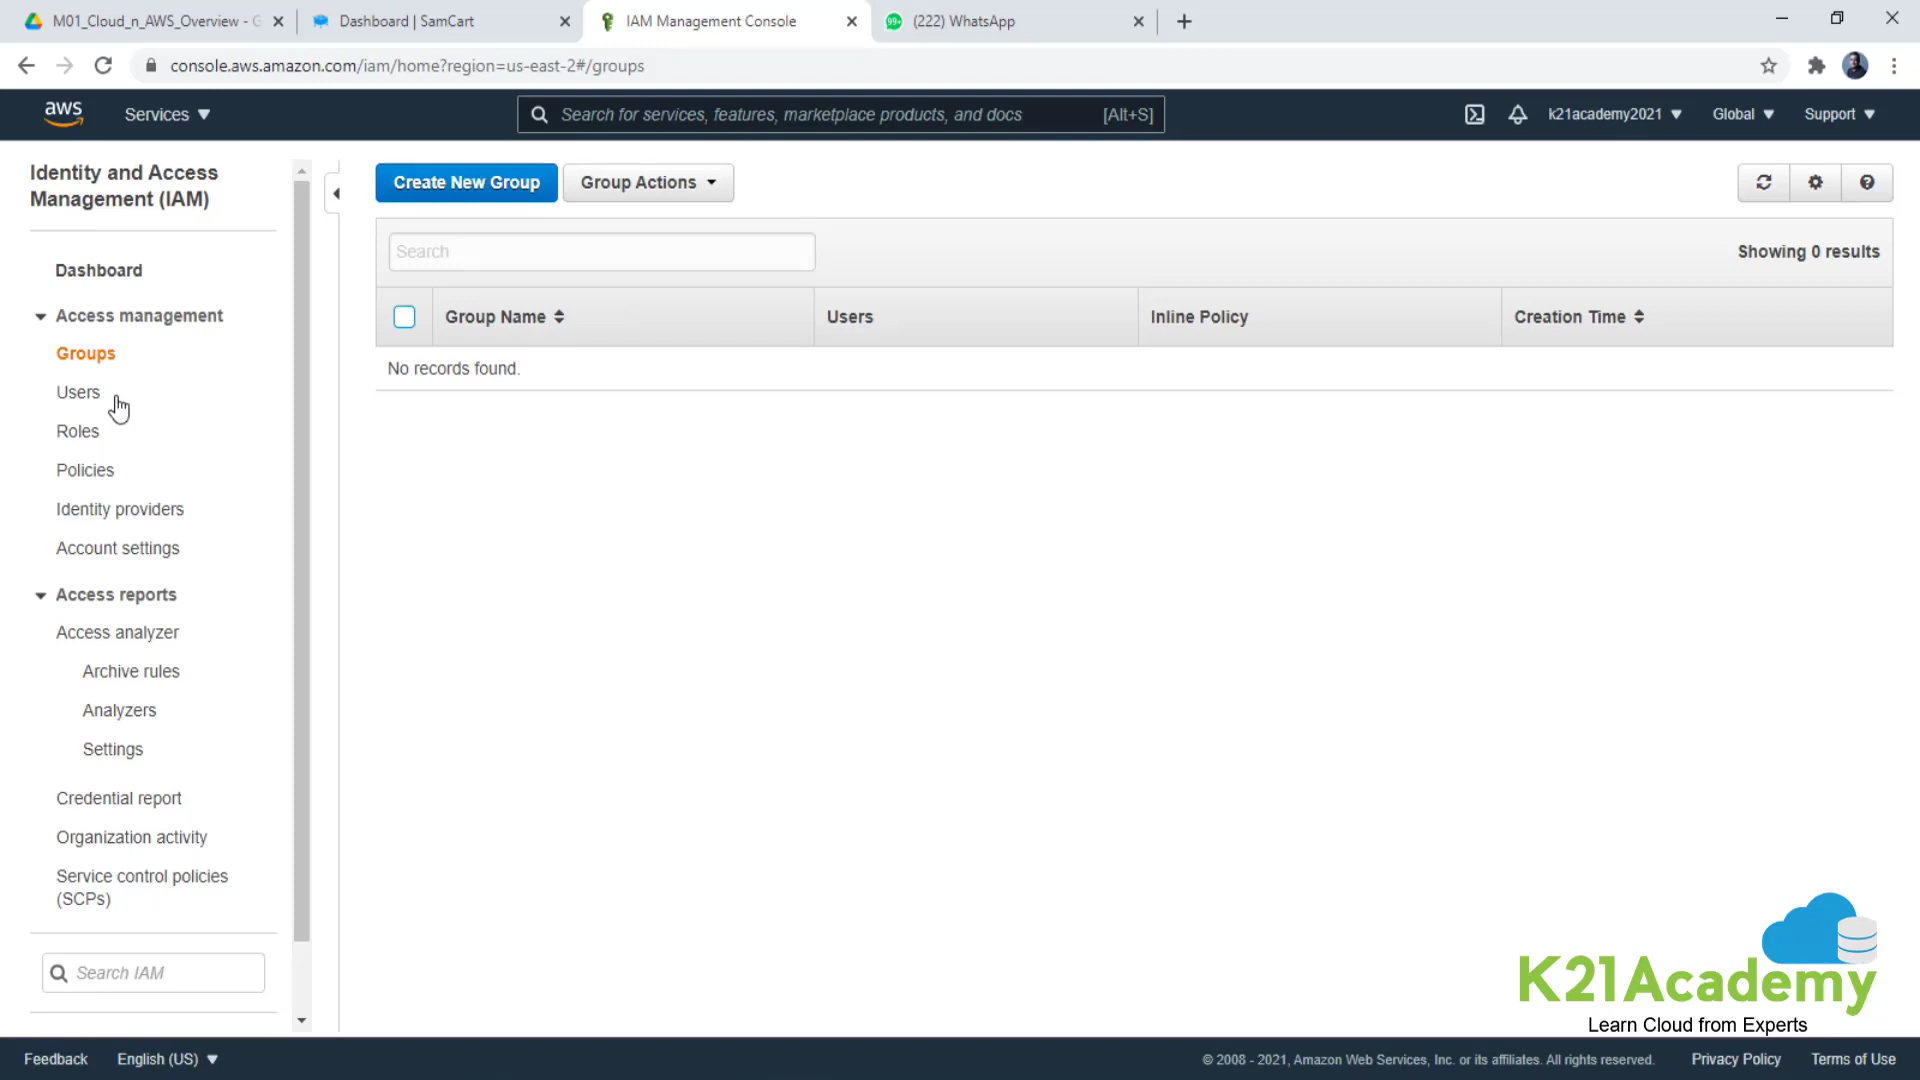 M01_Cloud_n_AWS_Overview - G
Dashboard | SamCart
IAM Management Console
99+
(222) WhatsApp
console.aws.amazon.com/iam/home?region=us-east-2#/groups
aws
Services
Search for services, features, marketplace products, and docs
[Alt+S]
k21academy2021
Global
Support
Identity and Access
Management (IAM)
Dashboard
Access management
Groups
Users
Roles
Policies
Identity providers
Account settings
Access reports
Access analyzer
Archive rules
Analyzers
Settings
Credential report
Organization activity
Service control policies
(SCPs)
Search IAM
Create New Group
Group Actions
Search
Showing 0 results
Group Name
Users
Inline Policy
Creation Time
No records found.
K21Academy
Learn Cloud from Experts
Feedback
English (US)
© 2008 - 2021, Amazon Web Services, Inc. or its affiliates. All rights reserved.
Privacy Policy
Terms of Use